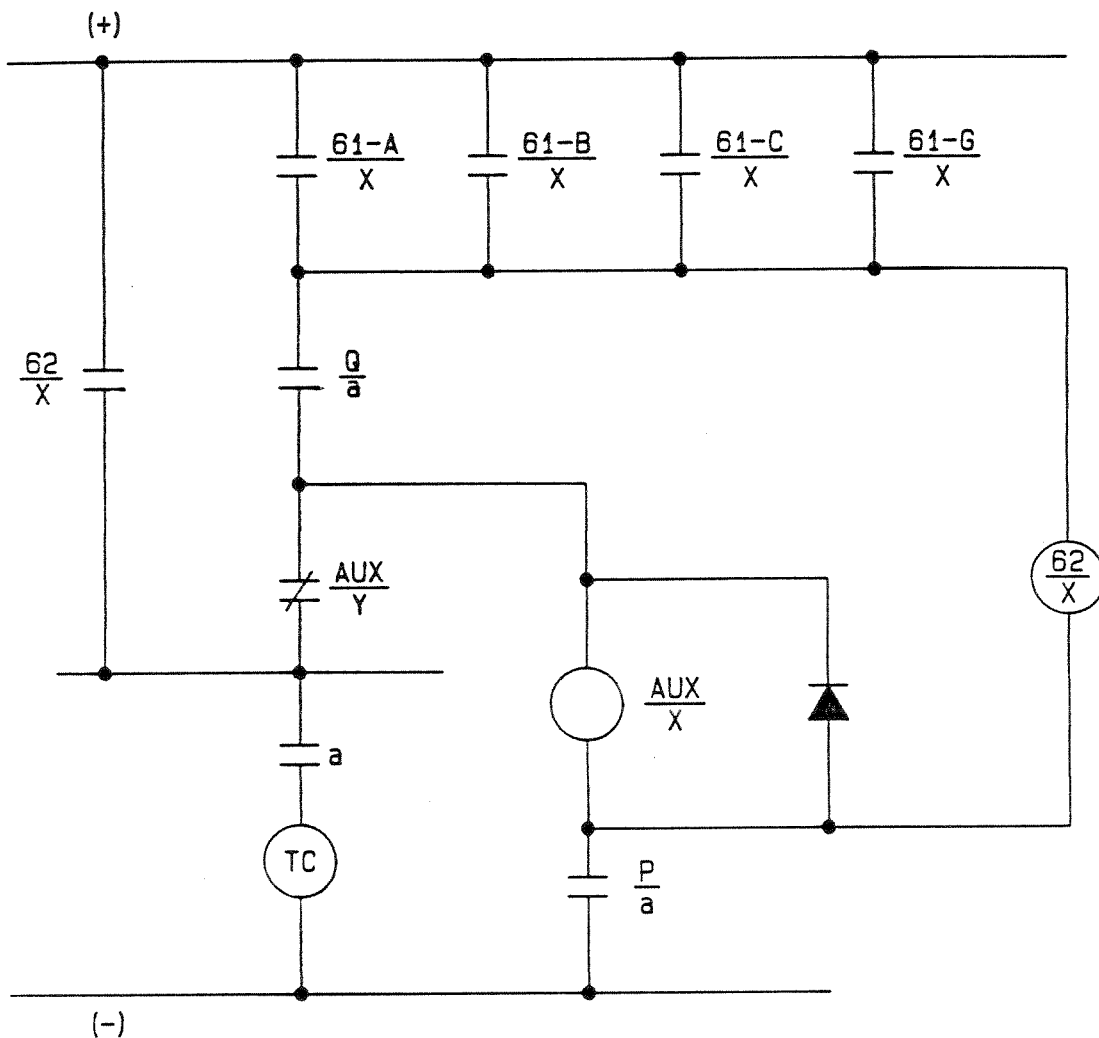 (+)
61-A
X
61-B
X
61-C
X
61-G
X
62
X
Q
a
AUX
Y
62
X
AUX
X
a
TC
P
a
(-)